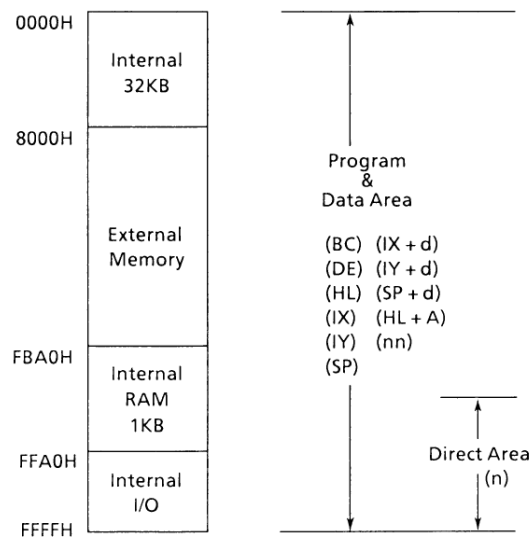 0000H
Internal
32KB
8000H
External
Memory
FBA0H
Internal
RAM
1KB
FFA0H
Internal
I/O
FFFFH
Program
&
Data Area
(BC) (IX + d)
(DE) (IY + d)
(HL) (SP + d)
(IX) (HL + A)
(IY) (nn)
(SP)
Direct Area
(n)